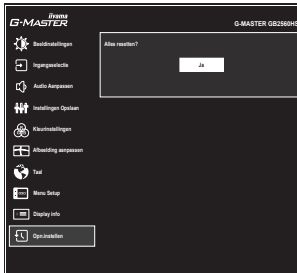 iiyama
G-MASTER
G-MASTER GB2560HS
Beeldinstellingen
Alles resetten?
Ja
Ingangsselectie
Audio Aanpassen
Instellingen Opslaan
Kleurinstellingen
Afbeelding aanpassen
Taal
Menu Setup
Display info
Opn.instellen